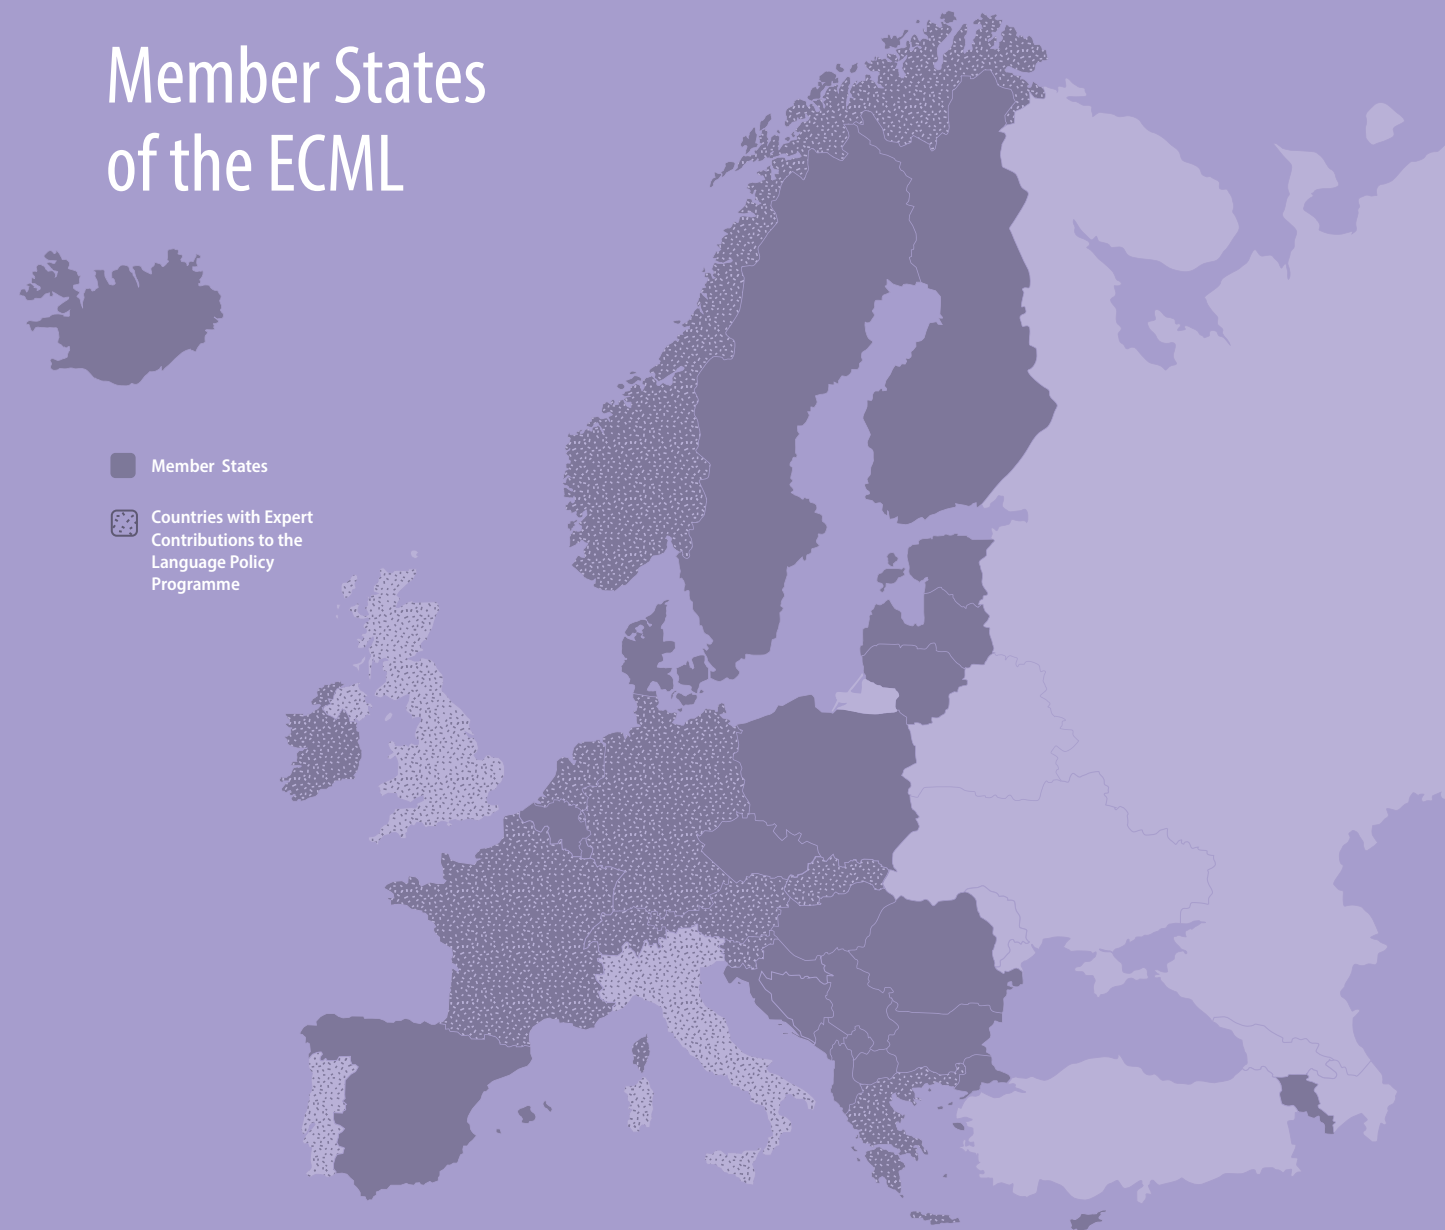 Member States
of the ECML
Member States
Countries with Expert
Contributions to the
Language Policy
Programme